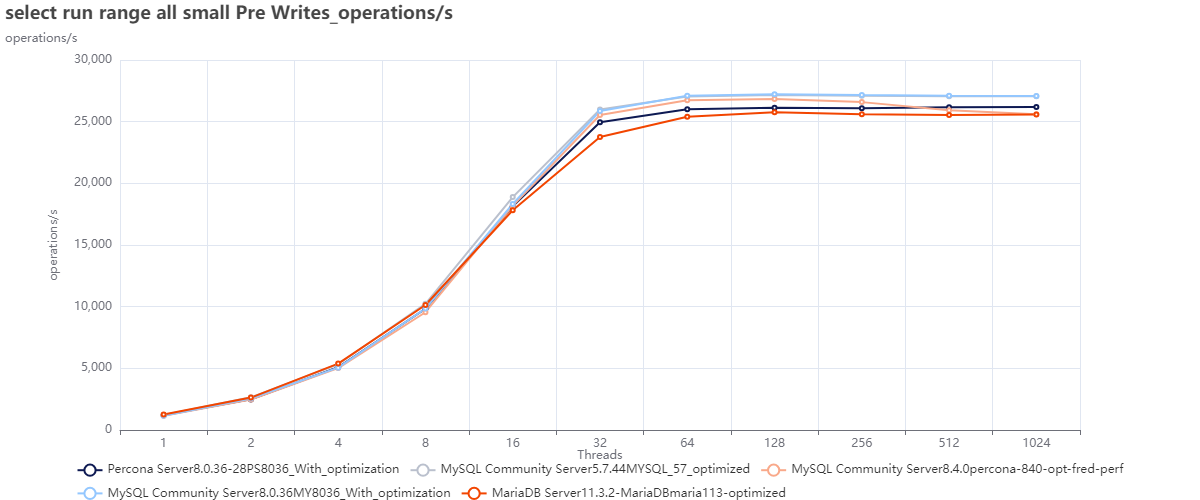 select run range all small Pre Writes_operations/s
operations/s
30,000
25,000
20,000
15,000
10,000
5,000
0
operations/s
1 2 4 8 16 32 64 128 256 512 1024
Threads
Percona Server8.0.36-28PS8036_With_optimization MySQL Community Server5.7.44MYSQL_57_optimized MySQL Community Server8.4.0percona-840-opt-fred-perf
MySQL Community Server8.0.36MY8036_With_optimization MariaDB Server11.3.2-MariaDBmaria113-optimized